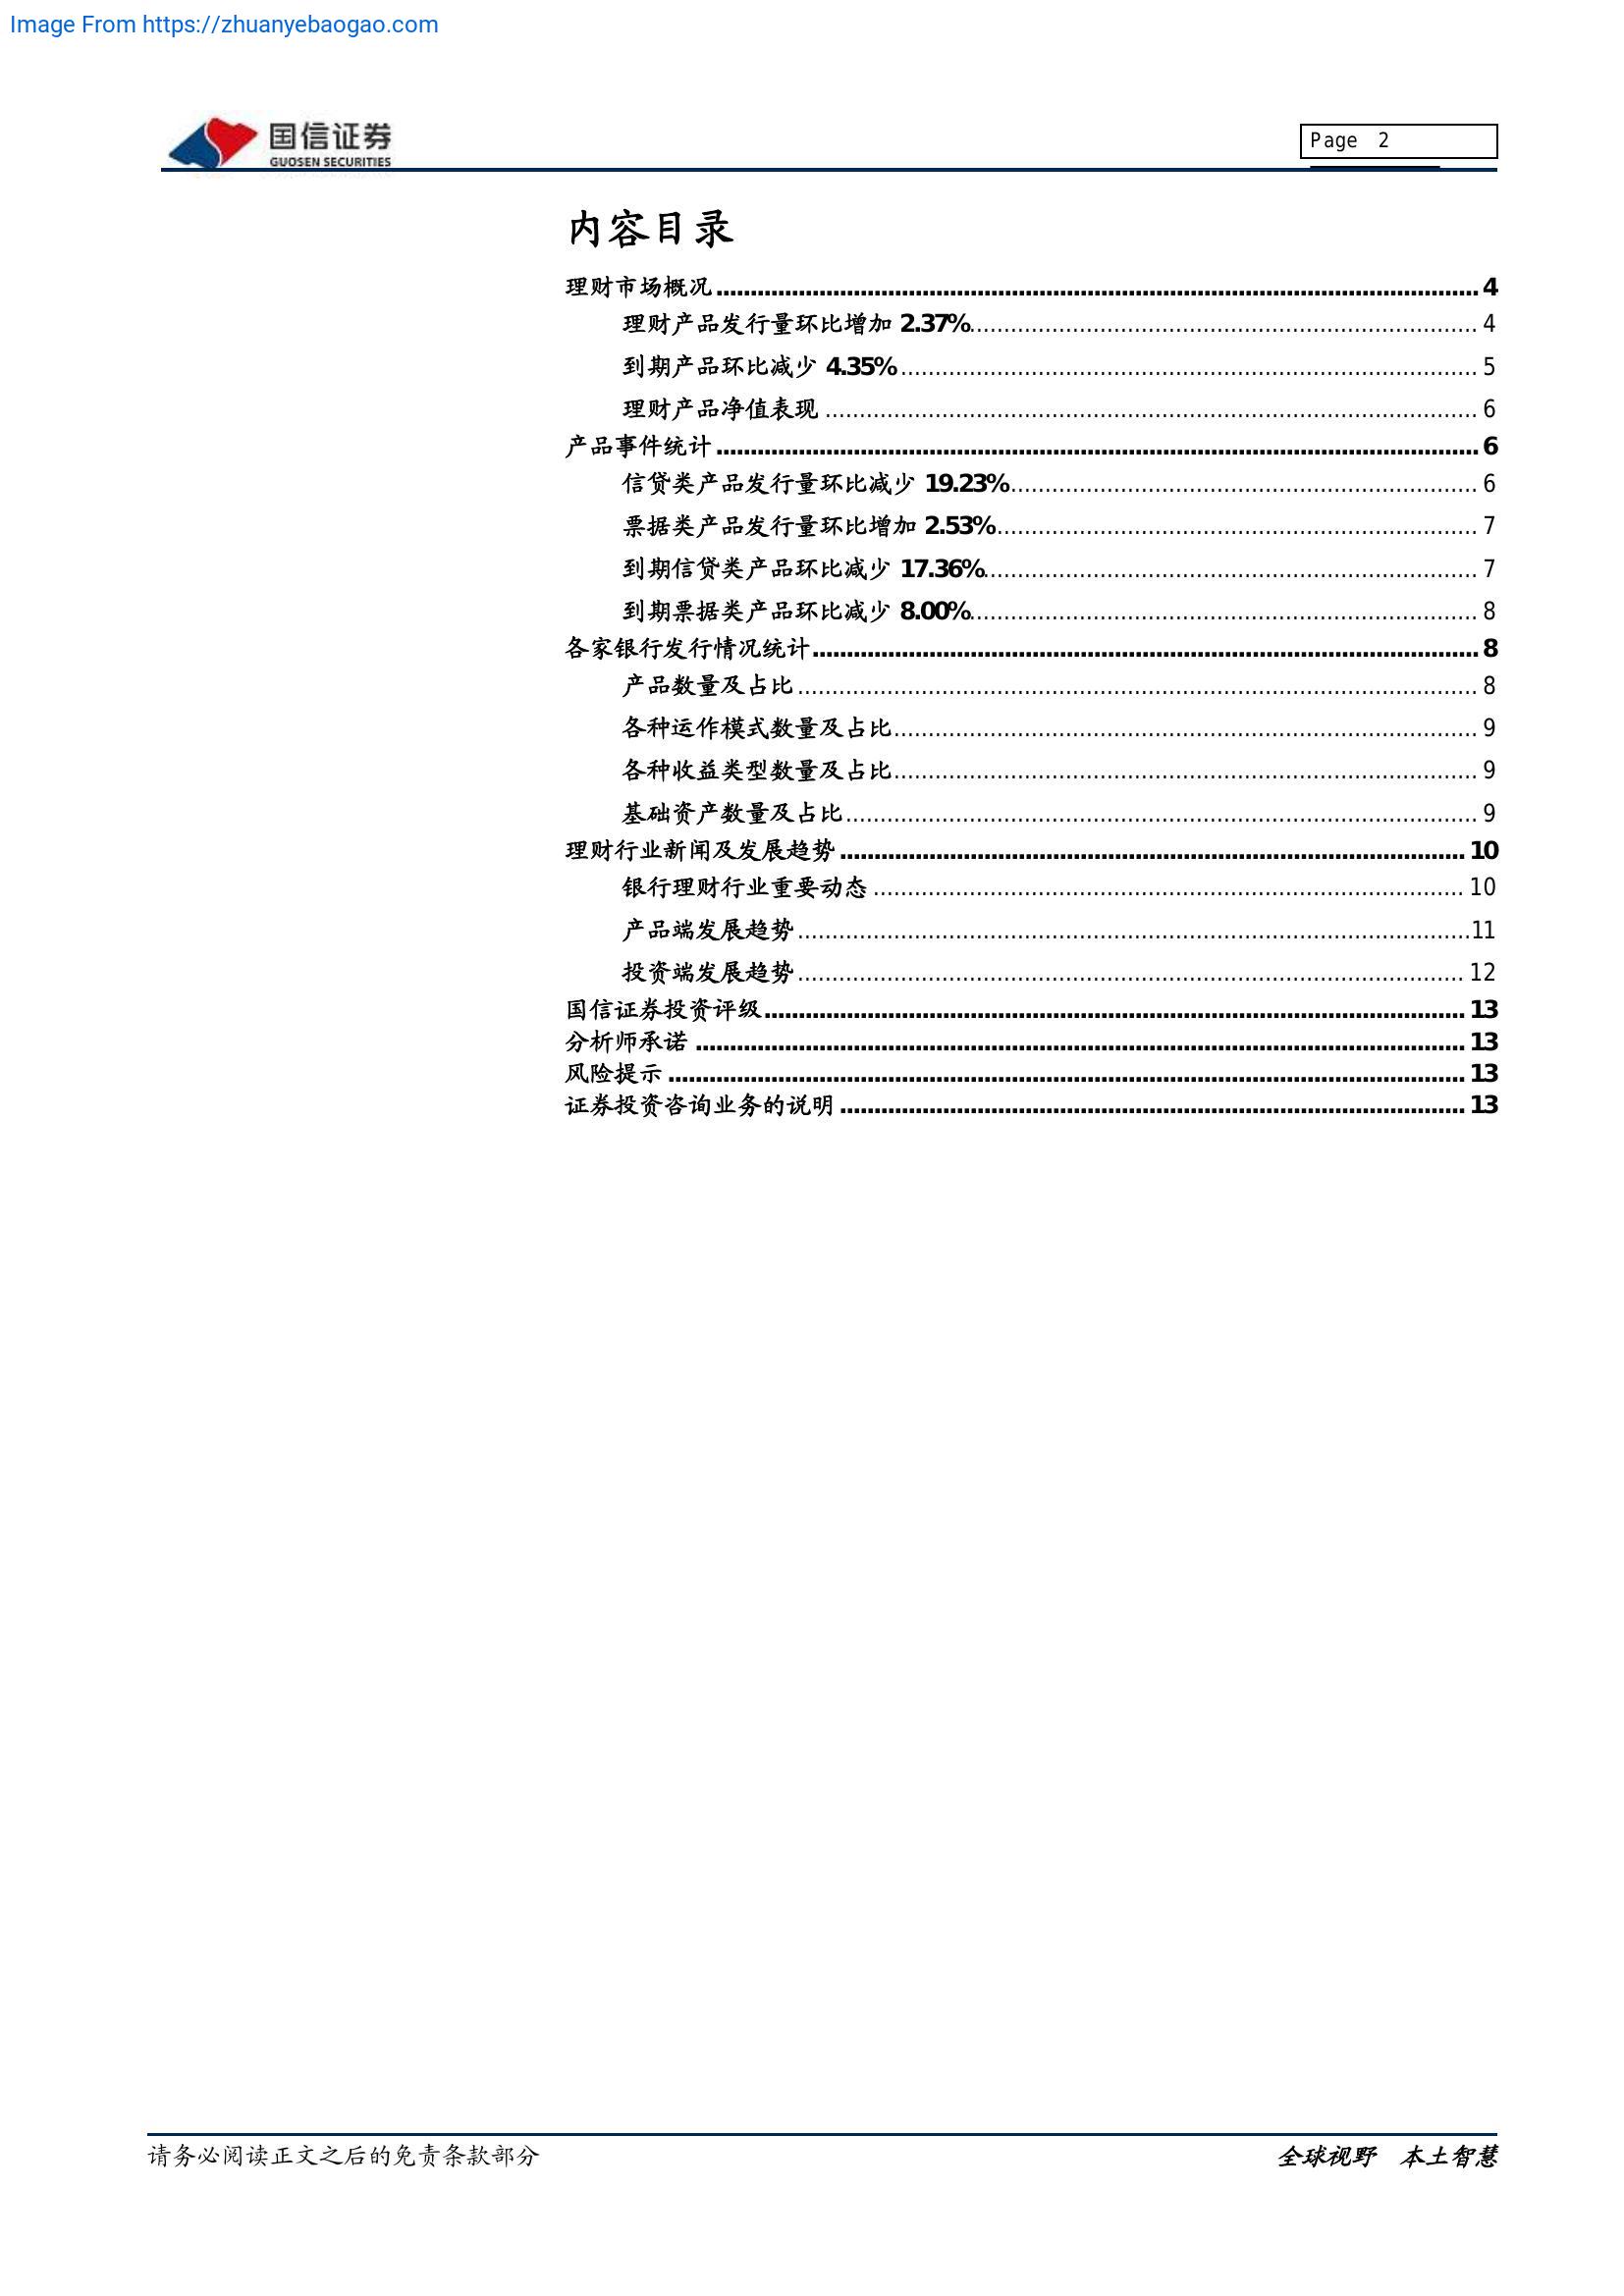 Image From https://zhuanyebaogao.com
国信证券
GUOSEN SECURITIES
Page 2
内容目录
理财市场概况 4
理财产品发行量环比增加 2.37% 4
到期产品环比减少 4.35% 5
理财产品净值表现 6
产品事件统计 6
信贷类产品发行量环比减少 19.23% 6
票据类产品发行量环比增加 2.53% 7
到期信贷类产品环比减少 17.36% 7
到期票据类产品环比减少 8.00% 8
各家银行发行情况统计 8
产品数量及占比 8
各种运作模式数量及占比 9
各种收益类型数量及占比 9
基础资产数量及占比 9
理财行业新闻及发展趋势 10
银行理财行业重要动态 10
产品端发展趋势 11
投资端发展趋势 12
国信证券投资评级 13
分析师承诺 13
风险提示 13
证券投资咨询业务的说明 13
请务必阅读正文之后的免责条款部分
全球视野 本土智慧